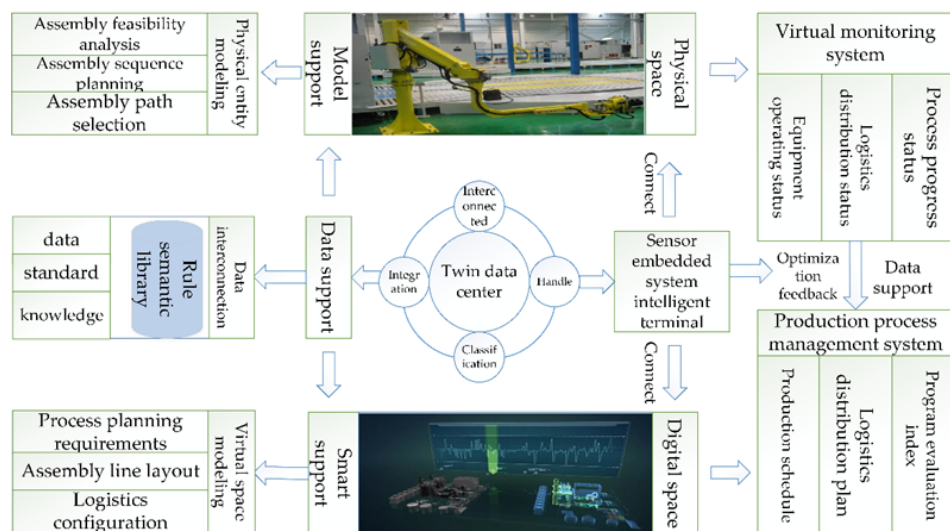 Assembly feasibility
analysis
Assembly sequence
planning
Assembly path
selection
Physical entity
modeling
Model
support
Physical
space
Virtual monitoring
system
Equipment
operating status
Logistics
distribution status
Process progress
status
Connect
Interc
onnec
ted
data
standard
knowledge
Rule
semantic
library
Data
interconnection
Data support
Integr
ation
Twin data
center
Handle
Classif
ication
Sensor
embedded
system
intelligent
terminal
Optimiza
tion
feedback
Data
support
Connect
Production process
management system
Production schedule
Logistics
distribution plan
Program evaluation
index
Process planning
requirements
Assembly line layout
Logistics
configuration
Virtual space
modeling
Smart
support
Digital space